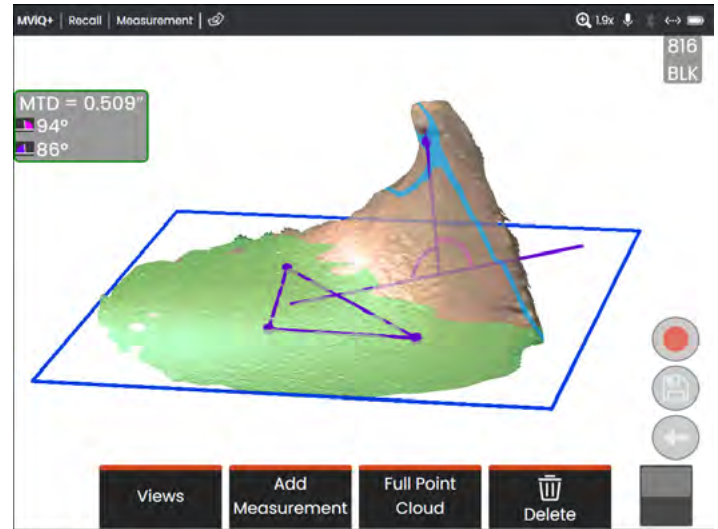 MViQ+ | Recall | Measurement |
1.9x
816
BLK
MTD = 0.509"
94°
86°
Views
Add
Measurement
Full Point
Cloud
Delete